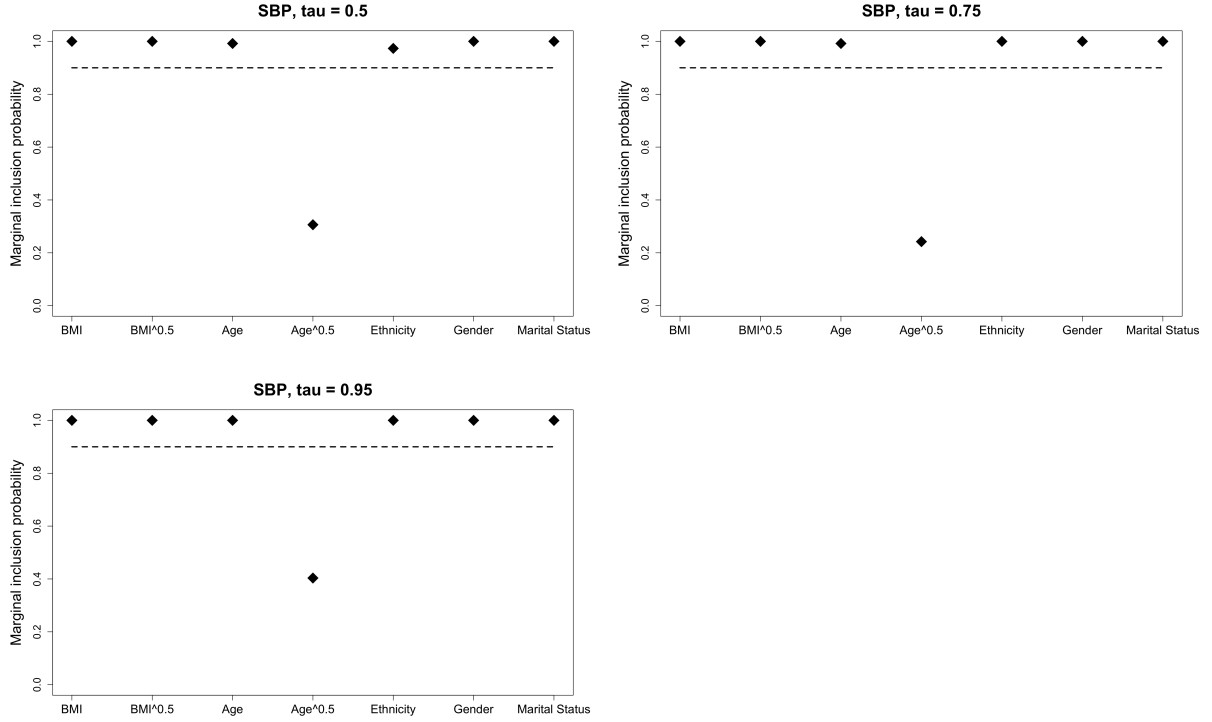 SBP, tau = 0.5
Marginal inclusion probability
1.0
0.8
0.6
0.4
0.2
0.0
BMI BMI^0.5 Age Age^0.5 Ethnicity Gender Marital Status
SBP, tau = 0.75
Marginal inclusion probability
1.0
0.8
0.6
0.4
0.2
0.0
BMI BMI^0.5 Age Age^0.5 Ethnicity Gender Marital Status
SBP, tau = 0.95
Marginal inclusion probability
1.0
0.8
0.6
0.4
0.2
0.0
BMI BMI^0.5 Age Age^0.5 Ethnicity Gender Marital Status